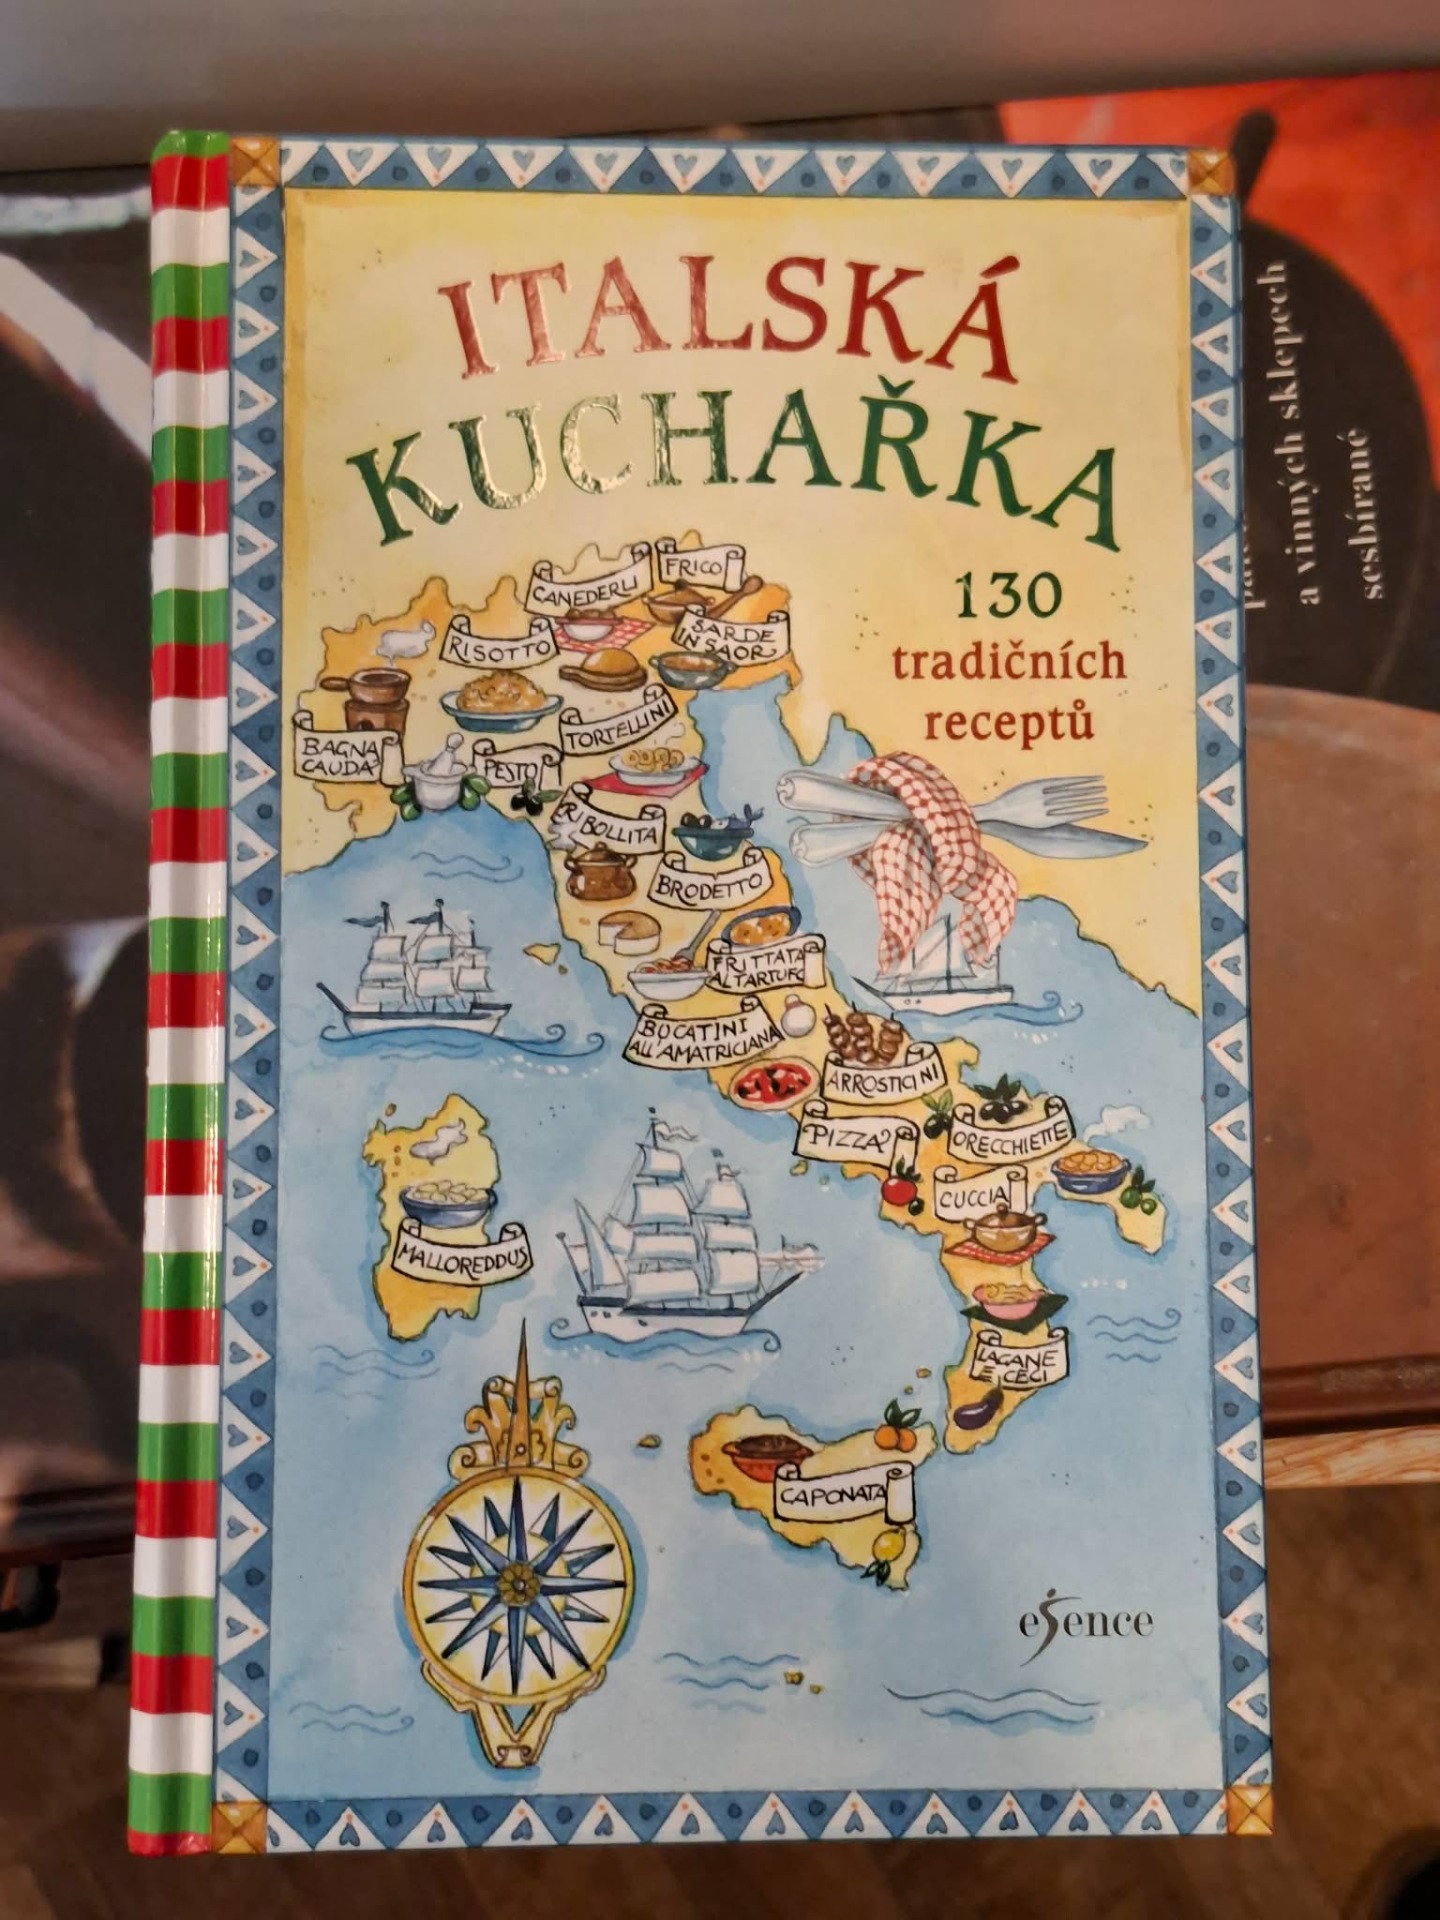 ITALSKÁ
KUCHAŘKA
130
tradičních
receptů
FRICO
CANEDERLI
SARDE
IN SAOR
RISOTTO
TORTELLINI
BAGNA
CAUDA
PESTO
RIBOLLITA
BRODETTO
FRITTATA
AL TARTUFO
BUCATINI
ALL'AMATRICIANA
ARROSTICINI
PIZZA
ORECCHIETTE
CUCCIA
MALLOREDDUS
LAGANE
E CECI
CAPONATA
esence
a vinných sklepech
sesbírané